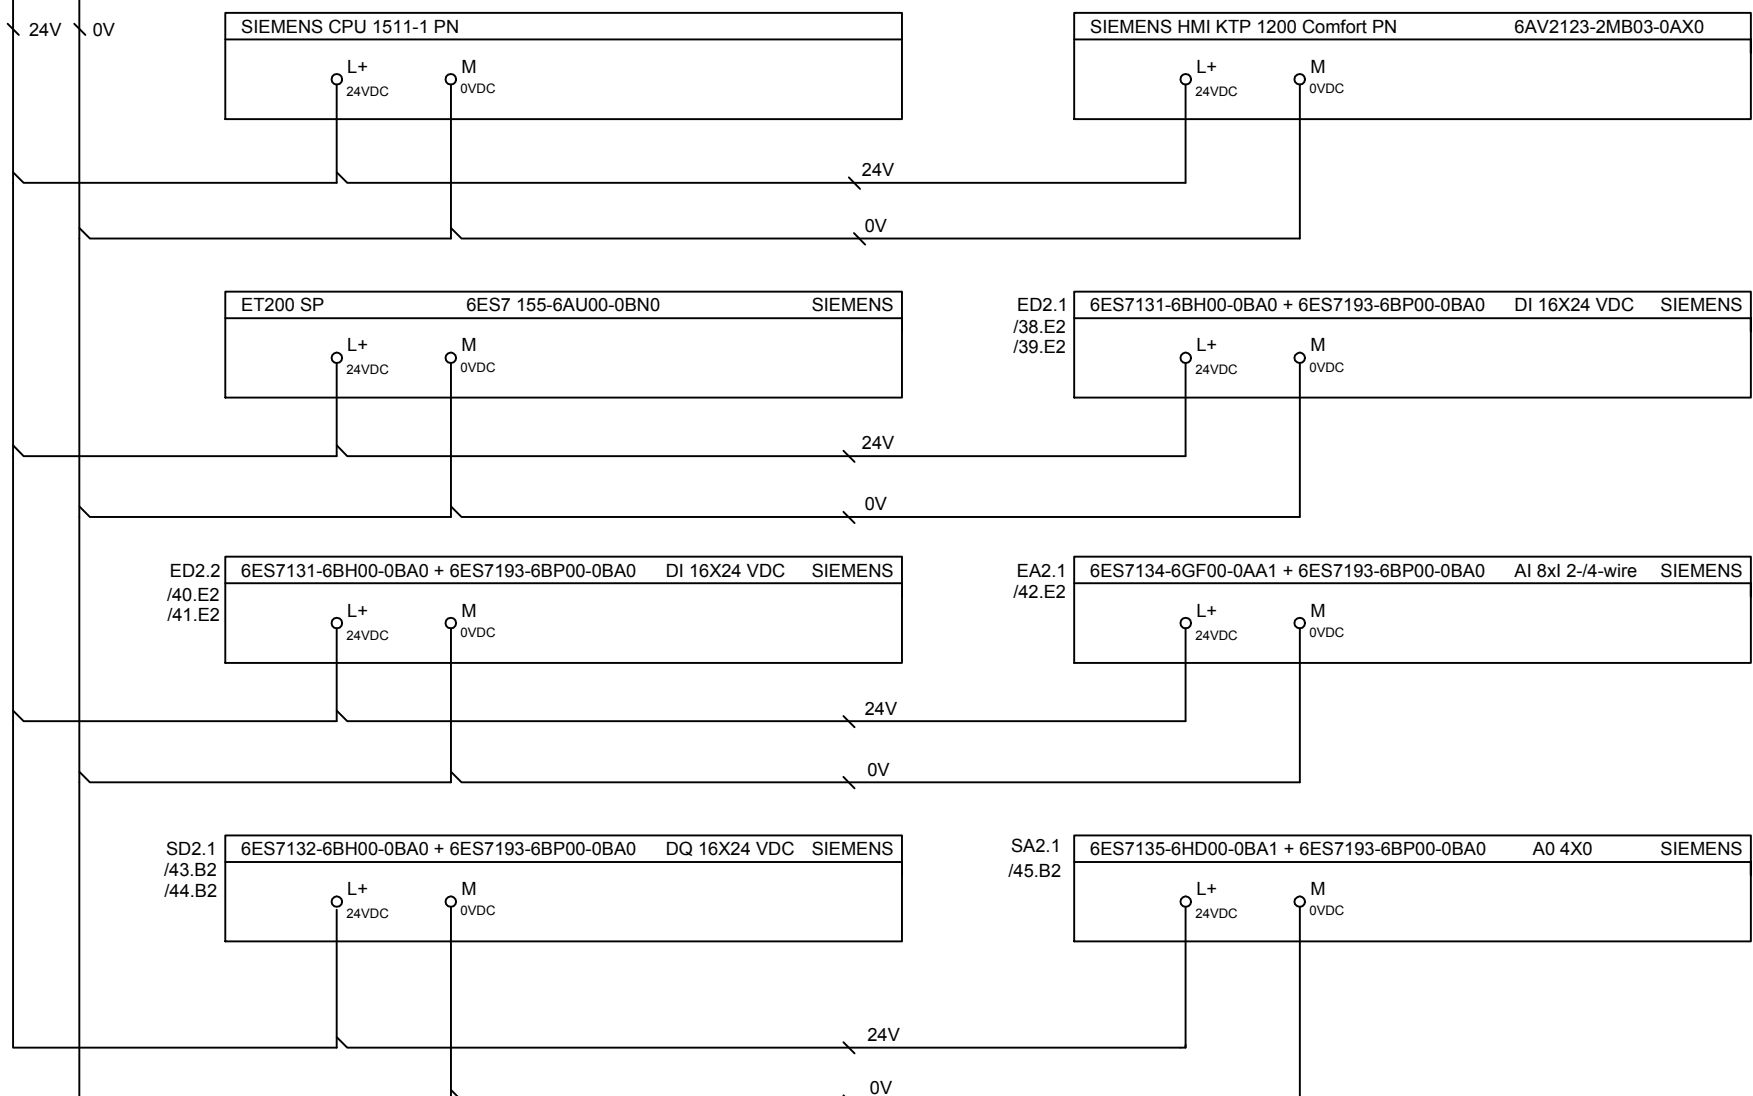 24V 0V
SIEMENS CPU 1511-1 PN
SIEMENS HMI KTP 1200 Comfort PN 6AV2123-2MB03-0AX0
L+ M
24VDC 0VDC
L+ M
24VDC 0VDC
24V
0V
ET200 SP 6ES7 155-6AU00-0BN0 SIEMENS
L+ M
24VDC 0VDC
ED2.1 6ES7131-6BH00-0BA0 + 6ES7193-6BP00-0BA0 DI 16X24 VDC SIEMENS
/38.E2
/39.E2
L+ M
24VDC 0VDC
24V
0V
ED2.2 6ES7131-6BH00-0BA0 + 6ES7193-6BP00-0BA0 DI 16X24 VDC SIEMENS
/40.E2
/41.E2
L+ M
24VDC 0VDC
EA2.1 6ES7134-6GF00-0AA1 + 6ES7193-6BP00-0BA0 AI 8xI 2-/4-wire SIEMENS
/42.E2
L+ M
24VDC 0VDC
24V
0V
SD2.1 6ES7132-6BH00-0BA0 + 6ES7193-6BP00-0BA0 DQ 16X24 VDC SIEMENS
/43.B2
/44.B2
L+ M
24VDC 0VDC
SA2.1 6ES7135-6HD00-0BA1 + 6ES7193-6BP00-0BA0 A0 4X0 SIEMENS
/45.B2
L+ M
24VDC 0VDC
24V
0V